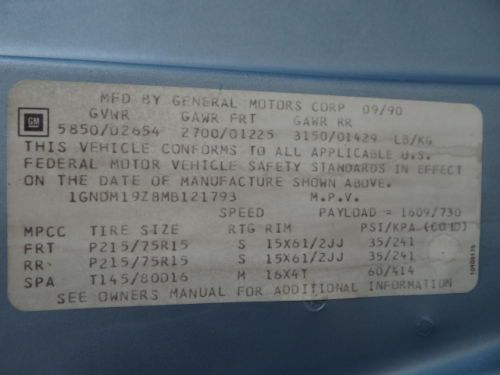 MFD BY GENERAL MOTORS CORP 09/90
GVWR GAWR FRT GAWR RR
GM
5850/02654 2700/01225 3150/01429 LB/KG
THIS VEHICLE CONFORMS TO ALL APPLICABLE U.S.
FEDERAL MOTOR VEHICLE SAFETY STANDARDS IN EFFECT
ON THE DATE OF MANUFACTURE SHOWN ABOVE.
1GNDM19Z8MB121793 M.P.V.
SPEED PAYLOAD = 1609/730
MPCC TIRE SIZE RTG RIM PSI/KPA (COLD)
FRT P215/75R15 S 15X61/2JJ 35/241
RR P215/75R15 S 15X61/2JJ 35/241
SPA T145/80D16 M 16X4T 60/414
SEE OWNERS MANUAL FOR ADDITIONAL INFORMATION